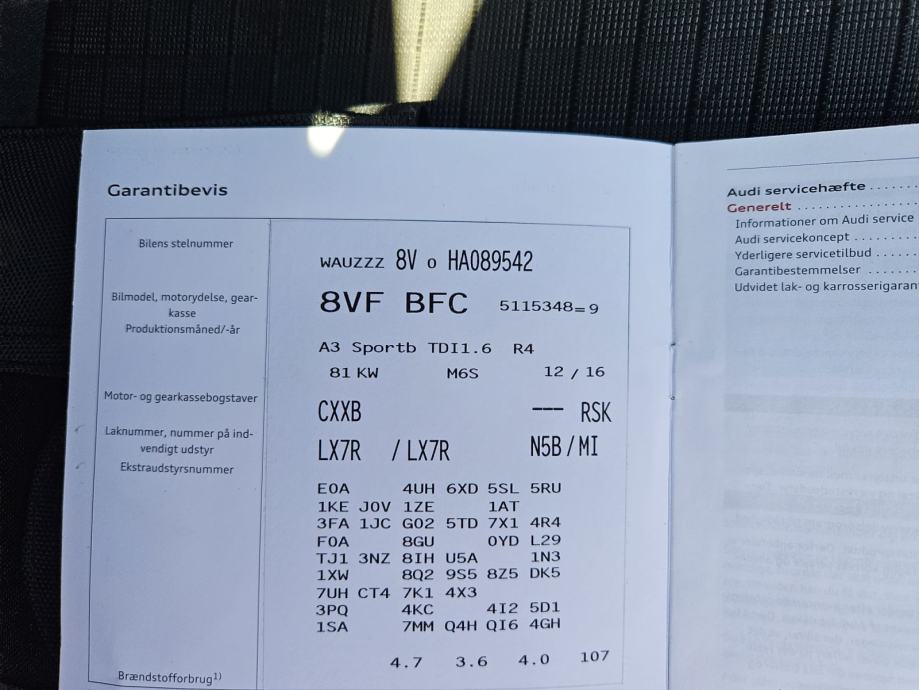 Garantibevis
Bilens stelnummer
WAUZZZ 8V 0 HA089542
Bilmodel, motorydelse, gear-
kasse
Produktionsmåned/-år
8VF BFC 5115348=9
A3 Sportb TDI1.6 R4
81 KW M6S 12 / 16
Motor- og gearkassebogstaver
CXXB --- RSK
Laknummer, nummer på ind-
vendigt udstyr
LX7R / LX7R N5B / MI
Ekstraudstyrsnummer
E0A 4UH 6XD 5SL 5RU
1KE J0V 1ZE 1AT
3FA 1JC G02 5TD 7X1 4R4
F0A 8GU 0YD L29
TJ1 3NZ 8IH U5A 1N3
1XW 8Q2 9S5 8Z5 DK5
7UH CT4 7K1 4X3
3PQ 4KC 4I2 5D1
1SA 7MM Q4H QI6 4GH
Brændstofforbrug1)
4.7 3.6 4.0 107
Audi servicehæfte . . . . . .
Generelt . . . . . . . . . . . . . . . .
Informationer om Audi service
Audi servicekoncept . . . . . . . .
Yderligere servicetilbud . . . . . .
Garantibestemmelser . . . . . . .
Udvidet lak- og karrosserigaran